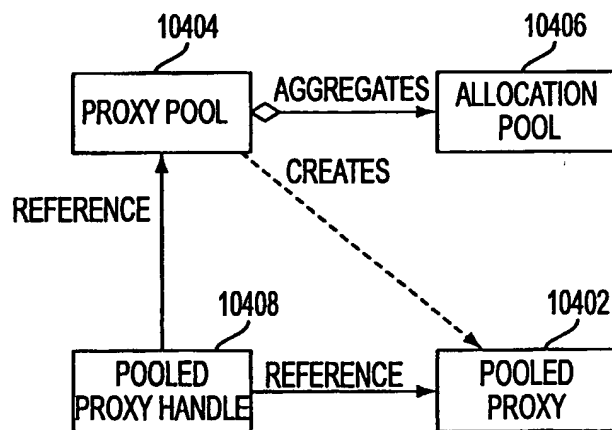 10404
10406
PROXY POOL
AGGREGATES
ALLOCATION
POOL
CREATES
REFERENCE
10408
10402
POOLED
PROXY HANDLE
REFERENCE
POOLED
PROXY